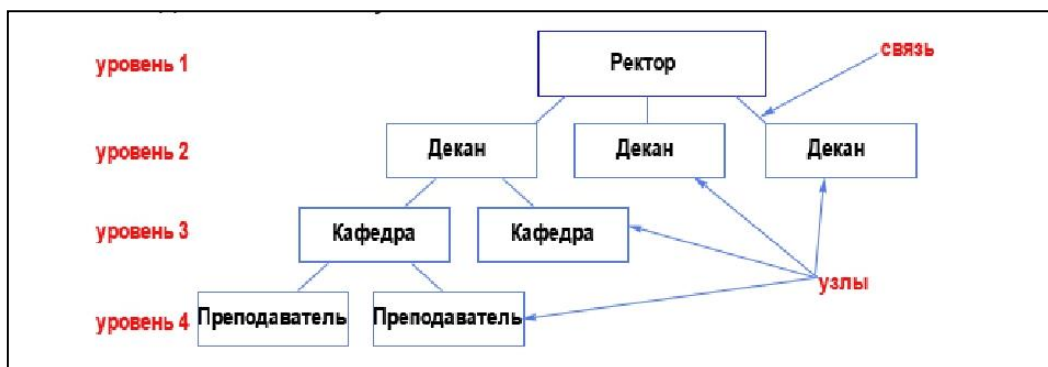 уровень 1
Ректор
связь
уровень 2
Декан
Декан
Декан
уровень 3
Кафедра
Кафедра
узлы
уровень 4
Преподаватель
Преподаватель